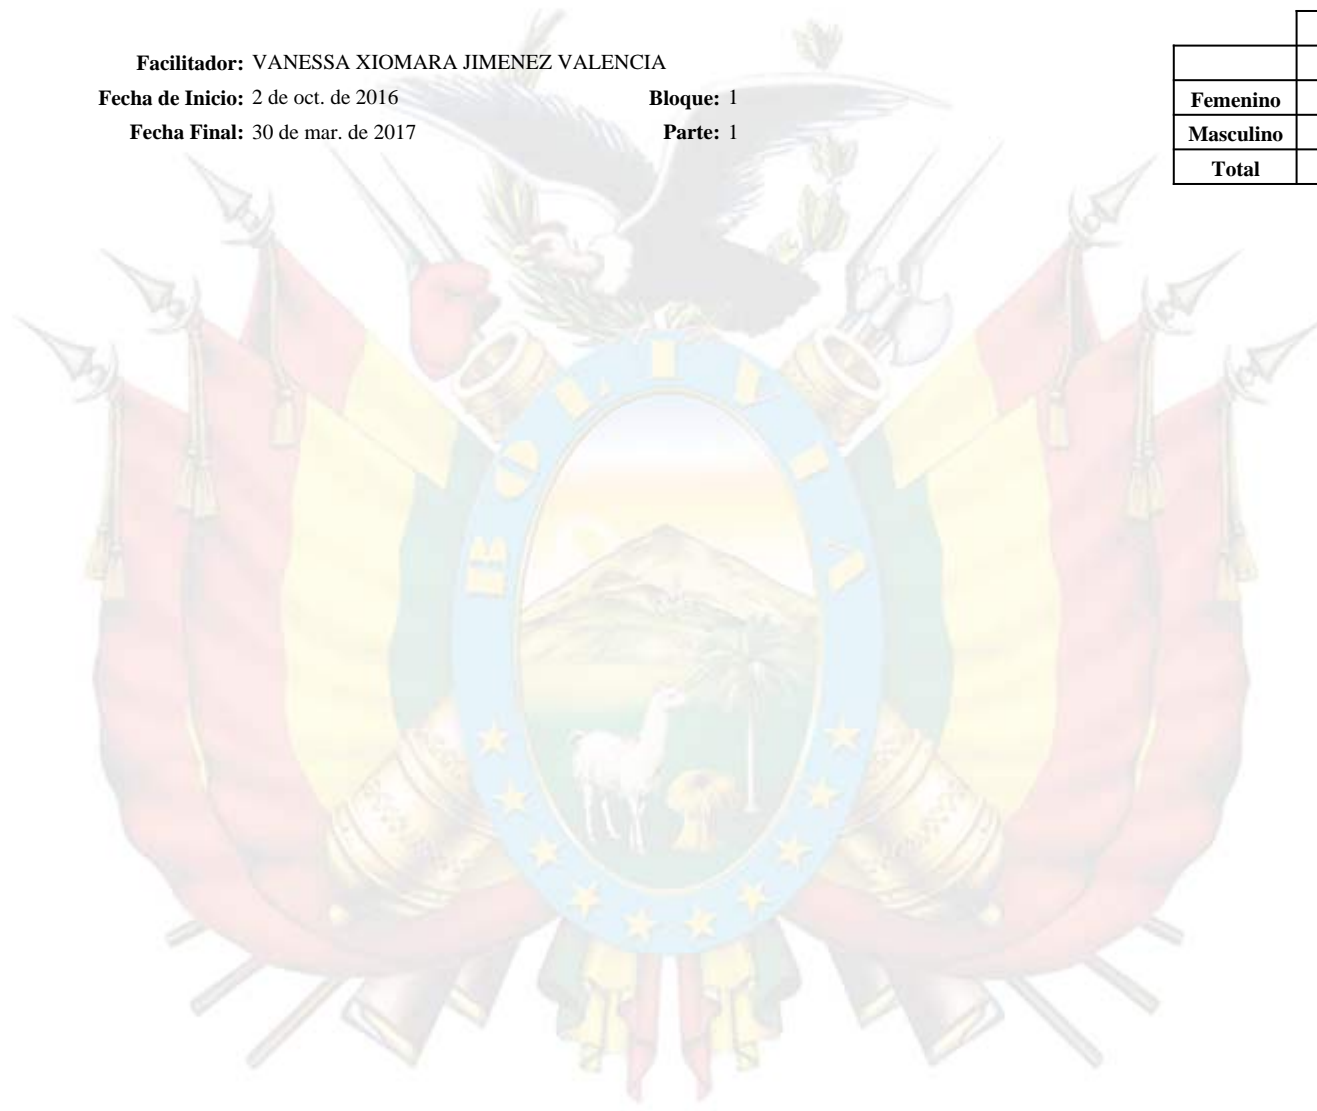 Facilitador: VANESSA XIOMARA JIMENEZ VALENCIA
Fecha de Inicio: 2 de oct. de 2016 Bloque: 1
Fecha Final: 30 de mar. de 2017 Parte: 1
Femenino
Masculino
Total
BOLIVIA